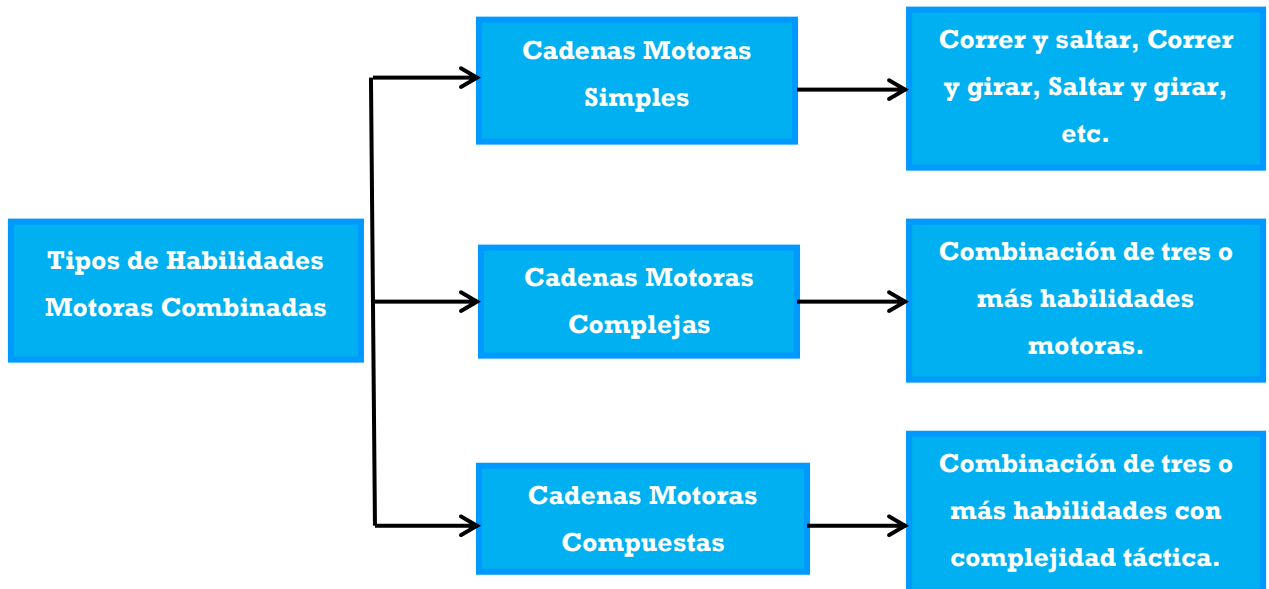 Tipos de Habilidades
Motoras Combinadas
Cadenas Motoras
Simples
Correr y saltar, Correr
y girar, Saltar y girar,
etc.
Cadenas Motoras
Complejas
Combinación de tres o
más habilidades
motoras.
Cadenas Motoras
Compuestas
Combinación de tres o
más habilidades con
complejidad táctica.